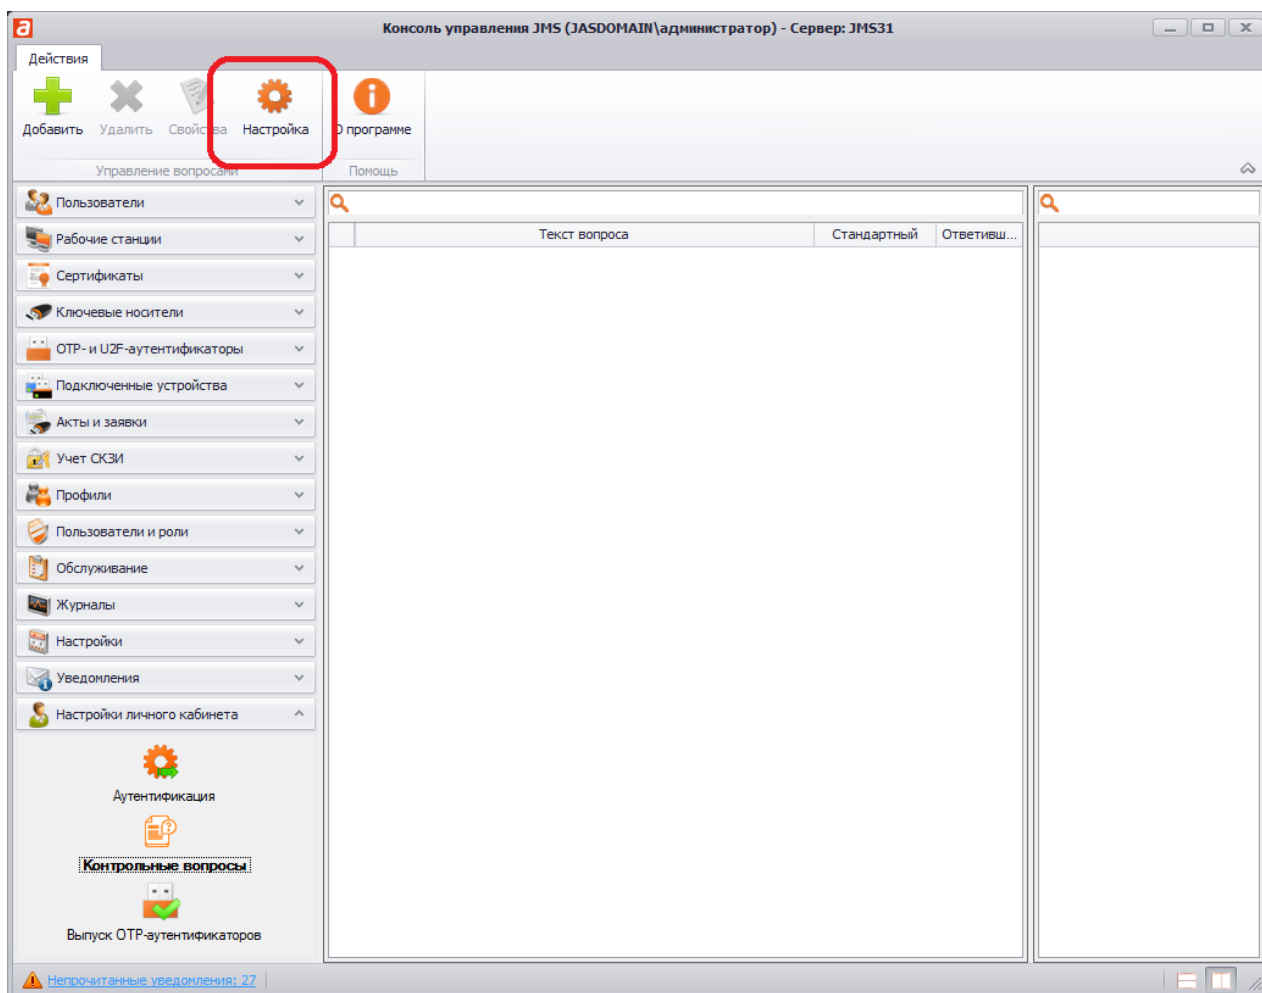 Консоль управления JMS (JASDOMAIN\администратор) - Сервер: JMS31
Действия
Добавить Удалить Свойства Настройка О программе
Управление вопросами Помощь
Пользователи
Рабочие станции
Сертификаты
Ключевые носители
OTP- и U2F-аутентификаторы
Подключенные устройства
Акты и заявки
Учет СКЗИ
Профили
Пользователи и роли
Обслуживание
Журналы
Настройки
Уведомления
Настройки личного кабинета
Аутентификация
Контрольные вопросы
Выпуск OTP-аутентификаторов
Текст вопроса Стандартный Ответивш...
Непрочитанные уведомления: 27